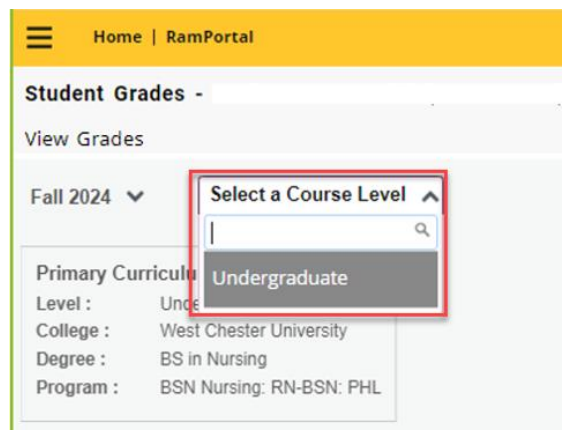 Home | RamPortal
Student Grades -
View Grades
Fall 2024
Select a Course Level
Undergraduate
Primary Curriculu
Level : Unde
College : West Chester University
Degree : BS in Nursing
Program : BSN Nursing: RN-BSN: PHL